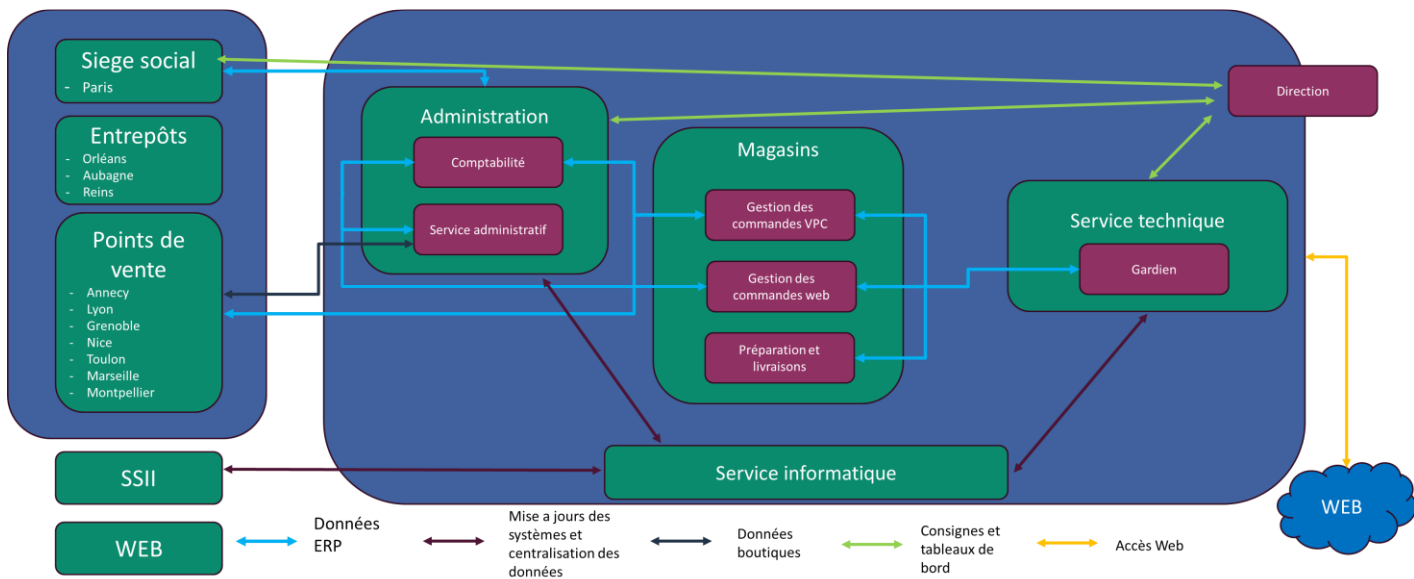 Siege social
- Paris
Entrepôts
- Orléans
- Aubagne
- Reins
Points de
vente
- Annecy
- Lyon
- Grenoble
- Nice
- Toulon
- Marseille
- Montpellier
SSII
WEB
Administration
Comptabilité
Service administratif
Magasins
Gestion des
commandes VPC
Gestion des
commandes web
Préparation et
livraisons
Direction
Service technique
Gardien
Service informatique
WEB
Données
ERP
Mise a jours des
systèmes et
centralisation des
données
Données
boutiques
Consignes et
tableaux de
bord
Accès Web